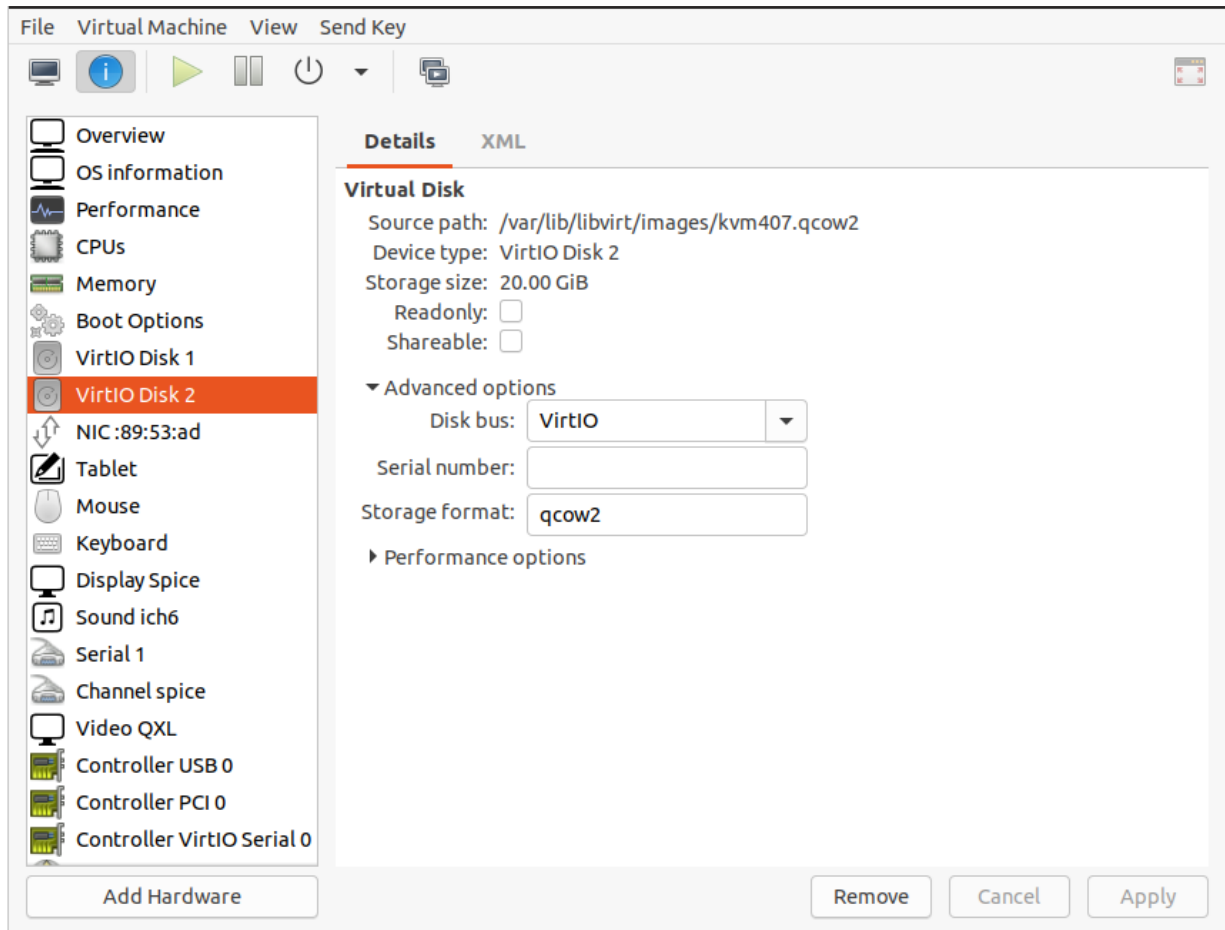 File Virtual Machine View Send Key
Overview
OS information
Performance
CPUs
Memory
Boot Options
VirtIO Disk 1
VirtIO Disk 2
NIC :89:53:ad
Tablet
Mouse
Keyboard
Display Spice
Sound ich6
Serial 1
Channel spice
Video QXL
Controller USB 0
Controller PCI 0
Controller VirtIO Serial 0
Add Hardware
Details XML
Virtual Disk
Source path: /var/lib/libvirt/images/kvm407.qcow2
Device type: VirtIO Disk 2
Storage size: 20.00 GiB
Readonly:
Shareable:
Advanced options
Disk bus: VirtIO
Serial number:
Storage format: qcow2
Performance options
Remove Cancel Apply